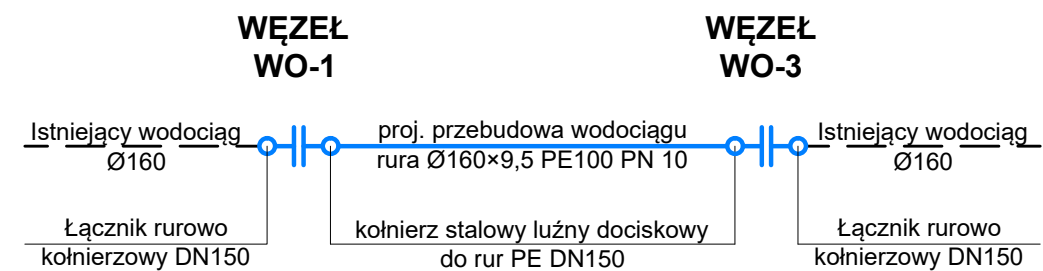 WĘZEŁ
WO-1
WĘZEŁ
WO-3
Istniejący wodociąg
Ø160
proj. przebudowa wodociągu
rura Ø160×9,5 PE100 PN 10
Istniejący wodociąg
Ø160
Łącznik rurowo
kołnierzowy DN150
kołnierz stalowy luźny dociskowy
do rur PE DN150
Łącznik rurowo
kołnierzowy DN150